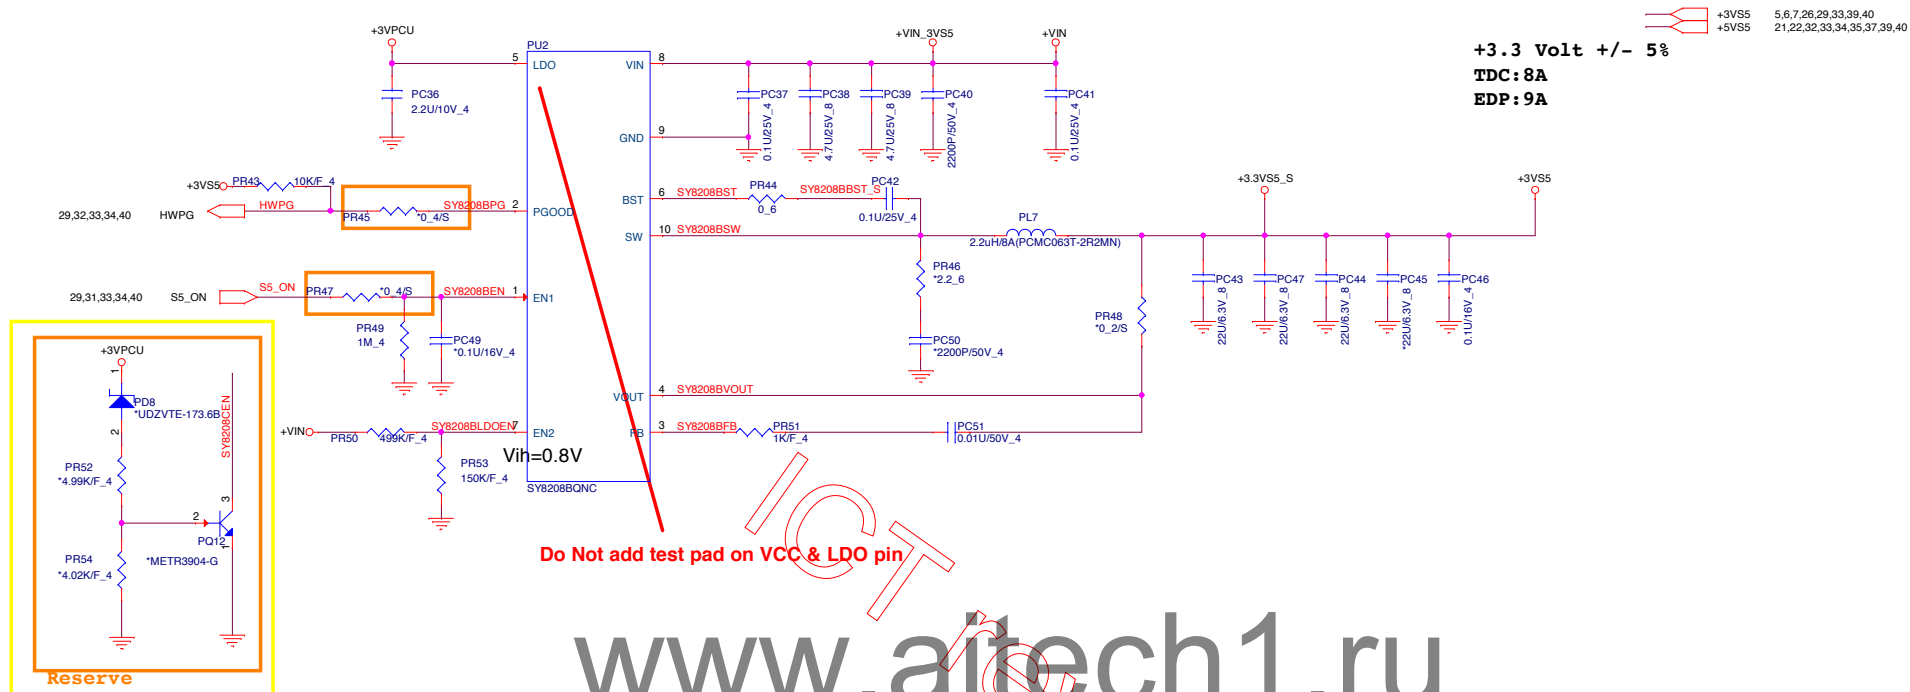 +3VS5 5,6,7,26,29,33,39,40
+5VS5 21,22,32,33,34,35,37,39,40
+3.3 Volt +/- 5%
TDC:8A
EDP:9A
+3VPCU
PU2
+VIN_3VS5
+VIN
5
LDO
VIN
8
PC36
2.2U/10V_4
PC37
0.1U/25V_4
PC38
4.7U/25V_8
PC39
4.7U/25V_8
PC40
2200P/50V_4
PC41
0.1U/25V_4
GND
9
+3VS5
PR43
10K/F_4
29,32,33,34,40
HWPG
HWPG
PR45
*0_4/S
SY8208BPG
2
PGOOD
BST
6
SY8208BST
PR44
0_6
SY8208BBST_S
PC42
0.1U/25V_4
SW
10
SY8208BSW
PL7
2.2uH/8A(PCMC063T-2R2MN)
+3.3VS5_S
+3VS5
PR46
*2.2_6
PC50
*2200P/50V_4
PR48
*0_2/S
PC43
22U/6.3V_8
PC47
22U/6.3V_8
PC44
22U/6.3V_8
PC45
*22U/6.3V_8
PC46
0.1U/16V_4
29,31,33,34,40
S5_ON
S5_ON
PR47
*0_4/S
SY8208BEN
1
EN1
PR49
1M_4
PC49
*0.1U/16V_4
VOUT
4
SY8208BVOUT
FB
3
SY8208BFB
PR51
1K/F_4
PC51
0.01U/50V_4
+VIN
PR50
499K/F_4
SY8208BLDOEN
7
EN2
Vih=0.8V
PR53
150K/F_4
SY8208BQNC
+3VPCU
1
PD8
*UDZVTE-173.6B
2
SY8208CEN
PR52
*4.99K/F_4
2
3
PQ12
1
*METR3904-G
PR54
*4.02K/F_4
Reserve
Do Not add test pad on VCC & LDO pin
ICT re
www.aitech1.ru